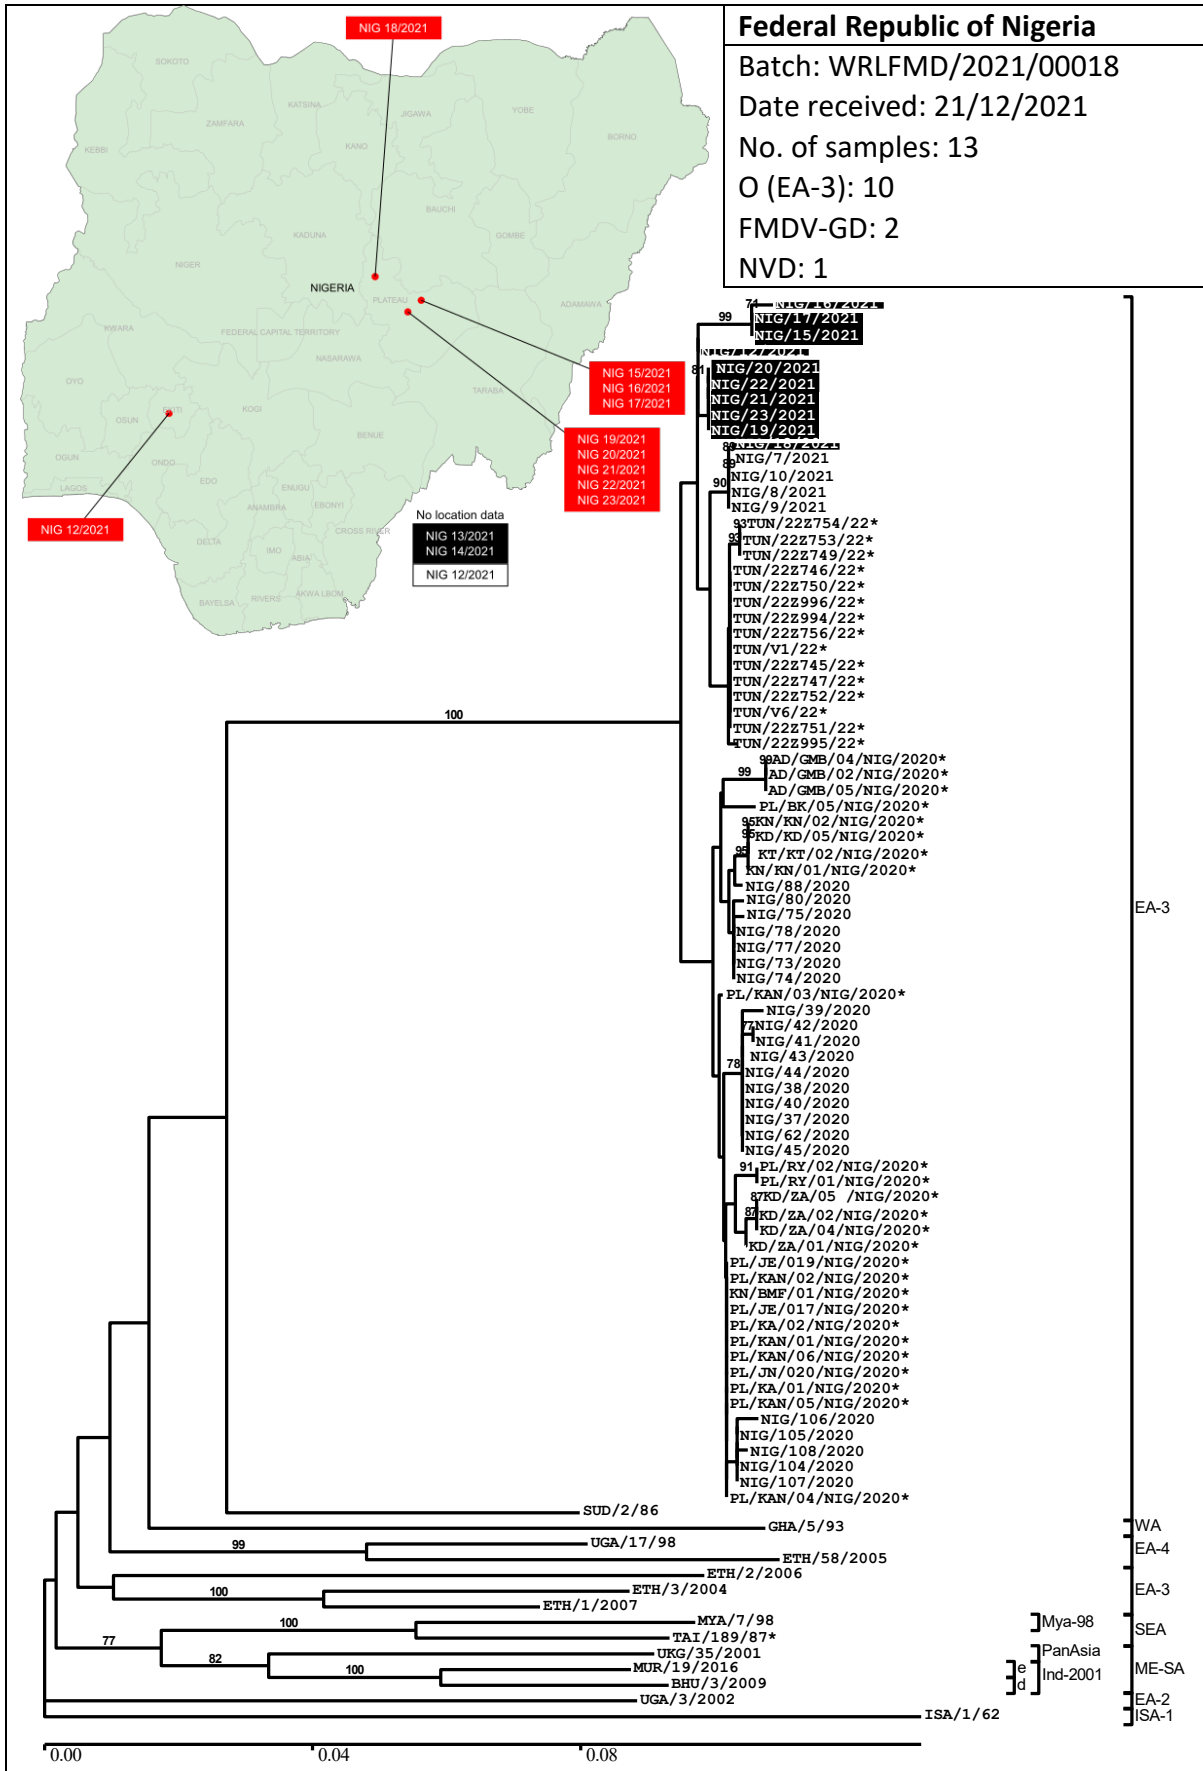 Federal Republic of Nigeria
Batch: WRLFMD/2021/00018
Date received: 21/12/2021
No. of samples: 13
O (EA-3): 10
FMDV-GD: 2
NVD: 1
NIG 18/2021
SOKOTO
KATSINA
JIGAWA
YOBE
ZAMFARA
BORNO
KEBBI
KANO
BAUCHI
KADUNA
GOMBE
NIGER
NIGERIA
PLATEAU
ADAMAWA
KWARA
FEDERAL CAPITAL TERRITORY
NASARAWA
OYO
TARABA
EKITI
OSUN
KOGI
BENUE
OGUN
ONDO
EDO
LAGOS
ENUGU
ANAMBRA
EBONYI
CROSS RIVER
DELTA
IMO
ABIA
BAYELSA
RIVERS
AKWA LBOM
NIG 15/2021
NIG 16/2021
NIG 17/2021
NIG 19/2021
NIG 20/2021
NIG 21/2021
NIG 22/2021
NIG 23/2021
NIG 12/2021
No location data
NIG 13/2021
NIG 14/2021
NIG 12/2021
71
NIG/16/2021
99
NIG/17/2021
NIG/15/2021
NIG/12/2021
81
NIG/20/2021
NIG/22/2021
NIG/21/2021
NIG/23/2021
NIG/19/2021
89
NIG/18/2021
89
NIG/7/2021
90
NIG/10/2021
NIG/8/2021
NIG/9/2021
93
TUN/22Z754/22*
93
TUN/22Z753/22*
TUN/22Z749/22*
TUN/22Z746/22*
TUN/22Z750/22*
TUN/22Z996/22*
TUN/22Z994/22*
TUN/22Z756/22*
TUN/V1/22*
TUN/22Z745/22*
TUN/22Z747/22*
TUN/22Z752/22*
TUN/V6/22*
100
TUN/22Z751/22*
TUN/22Z995/22*
99
AD/GMB/04/NIG/2020*
99
AD/GMB/02/NIG/2020*
AD/GMB/05/NIG/2020*
PL/BK/05/NIG/2020*
95
KN/KN/02/NIG/2020*
95
KD/KD/05/NIG/2020*
95
KT/KT/02/NIG/2020*
KN/KN/01/NIG/2020*
NIG/88/2020
NIG/80/2020
NIG/75/2020
NIG/78/2020
NIG/77/2020
NIG/73/2020
NIG/74/2020
PL/KAN/03/NIG/2020*
NIG/39/2020
77
NIG/42/2020
NIG/41/2020
NIG/43/2020
78
NIG/44/2020
NIG/38/2020
NIG/40/2020
NIG/37/2020
NIG/62/2020
NIG/45/2020
91
PL/RY/02/NIG/2020*
PL/RY/01/NIG/2020*
87
KD/ZA/05 /NIG/2020*
87
KD/ZA/02/NIG/2020*
KD/ZA/04/NIG/2020*
KD/ZA/01/NIG/2020*
PL/JE/019/NIG/2020*
PL/KAN/02/NIG/2020*
KN/BMF/01/NIG/2020*
PL/JE/017/NIG/2020*
PL/KA/02/NIG/2020*
PL/KAN/01/NIG/2020*
PL/KAN/06/NIG/2020*
PL/JN/020/NIG/2020*
PL/KA/01/NIG/2020*
PL/KAN/05/NIG/2020*
NIG/106/2020
NIG/105/2020
NIG/108/2020
NIG/104/2020
NIG/107/2020
PL/KAN/04/NIG/2020*
EA-3
SUD/2/86
GHA/5/93
WA
99
UGA/17/98
ETH/58/2005
EA-4
ETH/2/2006
100
ETH/3/2004
ETH/1/2007
EA-3
100
MYA/7/98
TAI/189/87*
Mya-98
SEA
77
82
UKG/35/2001
PanAsia
100
MUR/19/2016
e
BHU/3/2009
d
Ind-2001
ME-SA
UGA/3/2002
EA-2
ISA/1/62
ISA-1
0.00
0.04
0.08